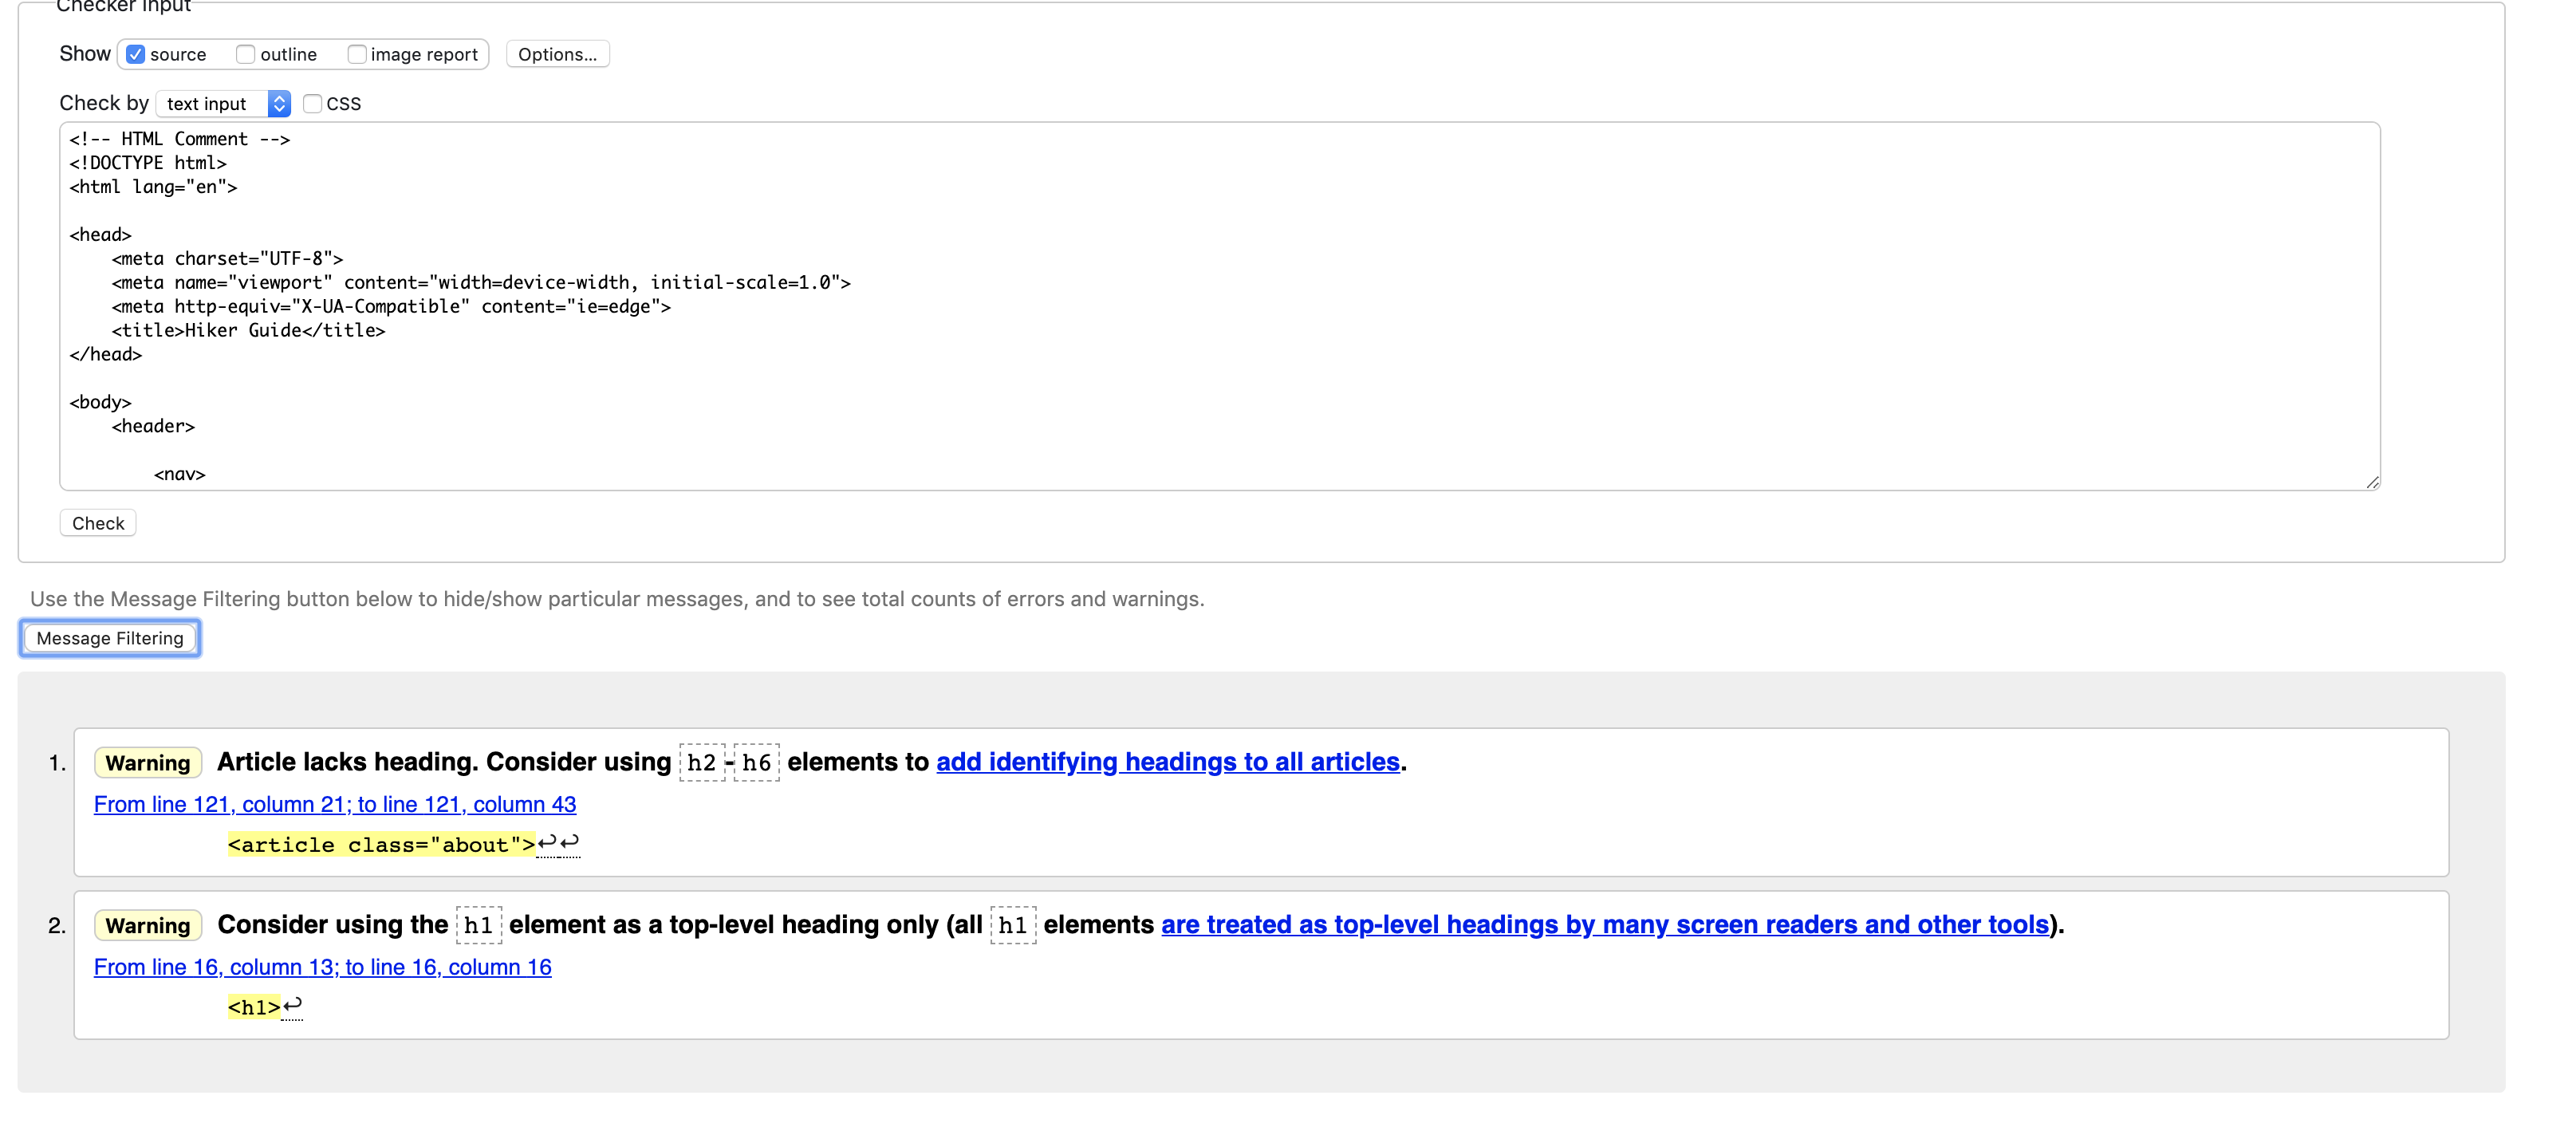 Checker Input
Show source outline image report Options...
Check by text input CSS
<!-- HTML Comment -->
<!DOCTYPE html>
<html lang="en">
<head>
<meta charset="UTF-8">
<meta name="viewport" content="width=device-width, initial-scale=1.0">
<meta http-equiv="X-UA-Compatible" content="ie=edge">
<title>Hiker Guide</title>
</head>
<body>
<header>
<nav>
Check
Use the Message Filtering button below to hide/show particular messages, and to see total counts of errors and warnings.
Message Filtering
1. Warning Article lacks heading. Consider using h2-h6 elements to add identifying headings to all articles.
From line 121, column 21; to line 121, column 43
<article class="about">↩↩
2. Warning Consider using the h1 element as a top-level heading only (all h1 elements are treated as top-level headings by many screen readers and other tools).
From line 16, column 13; to line 16, column 16
<h1>↩